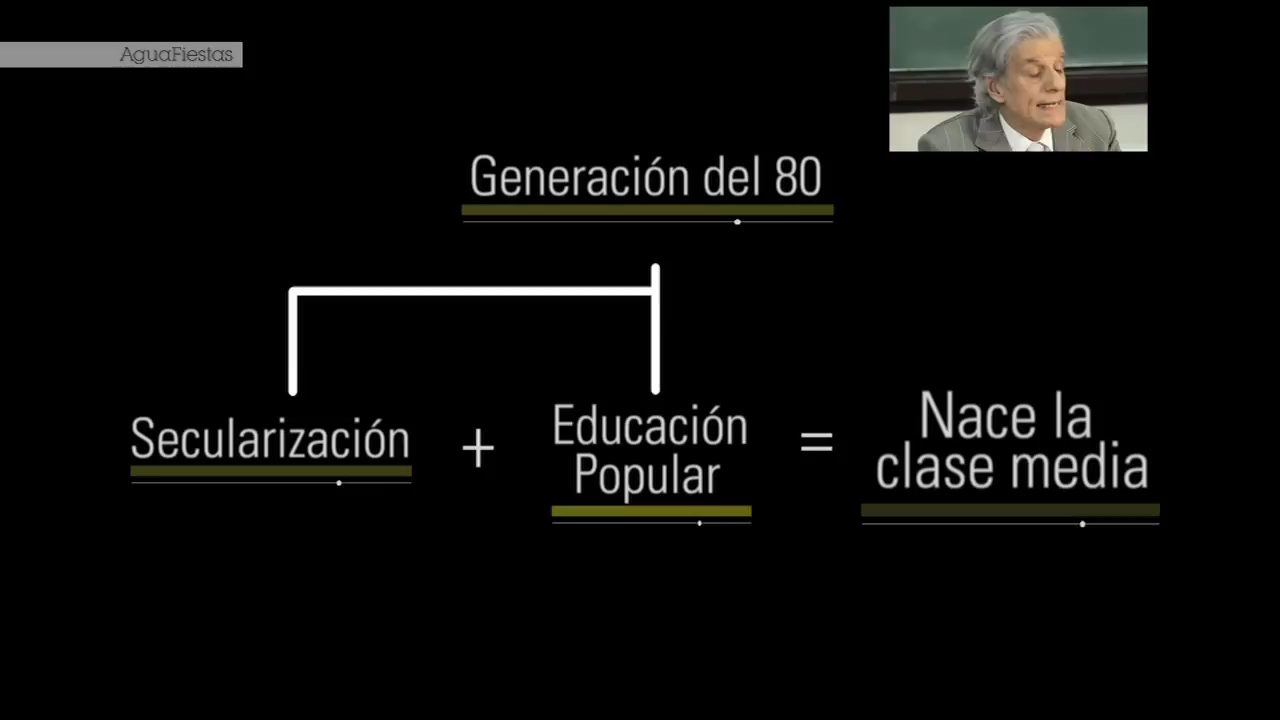 AguaFiestas
Generación del 80
Secularización
+
Educación
Popular
=
Nace la
clase media